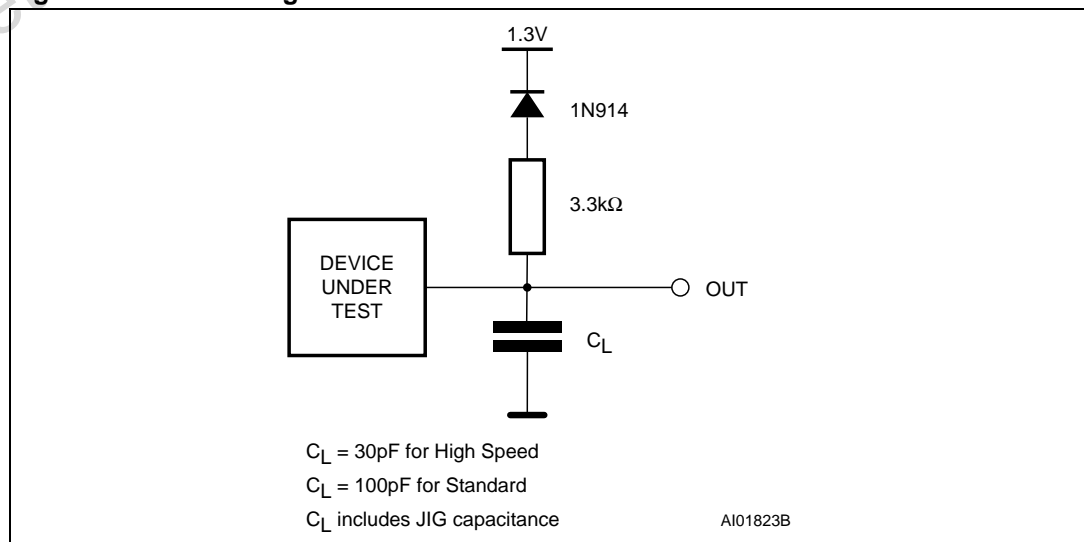 1.3V
1N914
3.3kΩ
DEVICE
UNDER
TEST
OUT
CL
CL = 30pF for High Speed
CL = 100pF for Standard
CL includes JIG capacitance
AI01823B